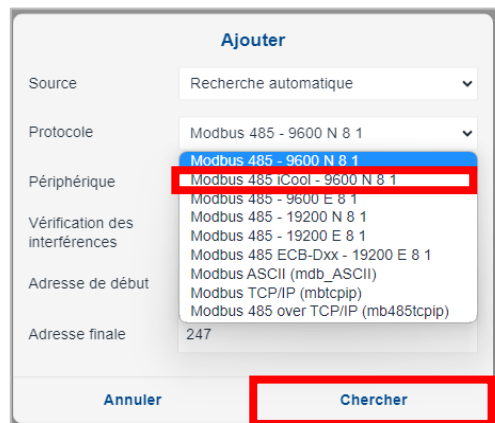 Ajouter
Source
Recherche automatique
Protocole
Modbus 485 - 9600 N 8 1
Modbus 485 - 9600 N 8 1
Périphérique
Modbus 485 iCool - 9600 N 8 1
Modbus 485 - 9600 E 8 1
Vérification des
interférences
Modbus 485 - 19200 N 8 1
Modbus 485 - 19200 E 8 1
Modbus 485 ECB-Dxx - 19200 E 8 1
Adresse de début
Modbus ASCII (mdb_ASCII)
Modbus TCP/IP (mbtcpip)
Modbus 485 over TCP/IP (mb485tcpip)
Adresse finale
247
Annuler
Chercher